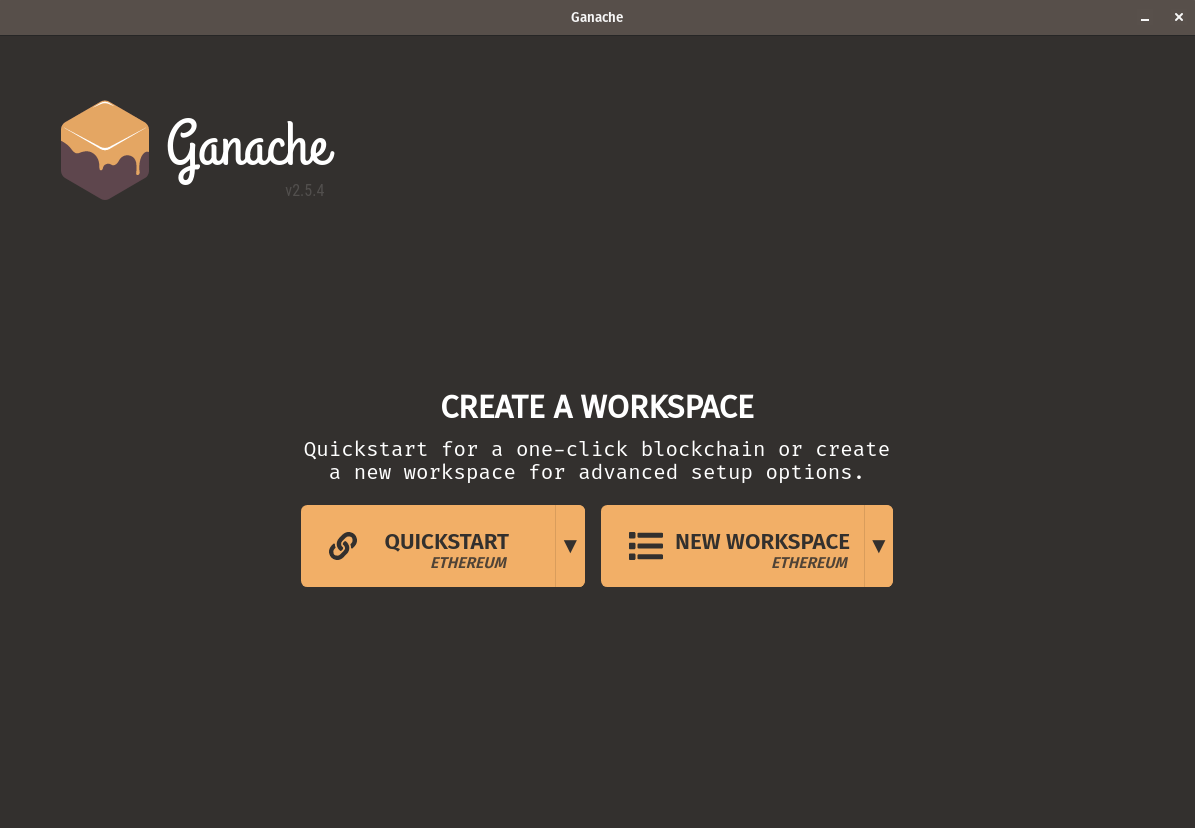 Ganache
Ganache
v2.5.4
CREATE A WORKSPACE
Quickstart for a one-click blockchain or create
a new workspace for advanced setup options.
QUICKSTART
ETHEREUM
NEW WORKSPACE
ETHEREUM